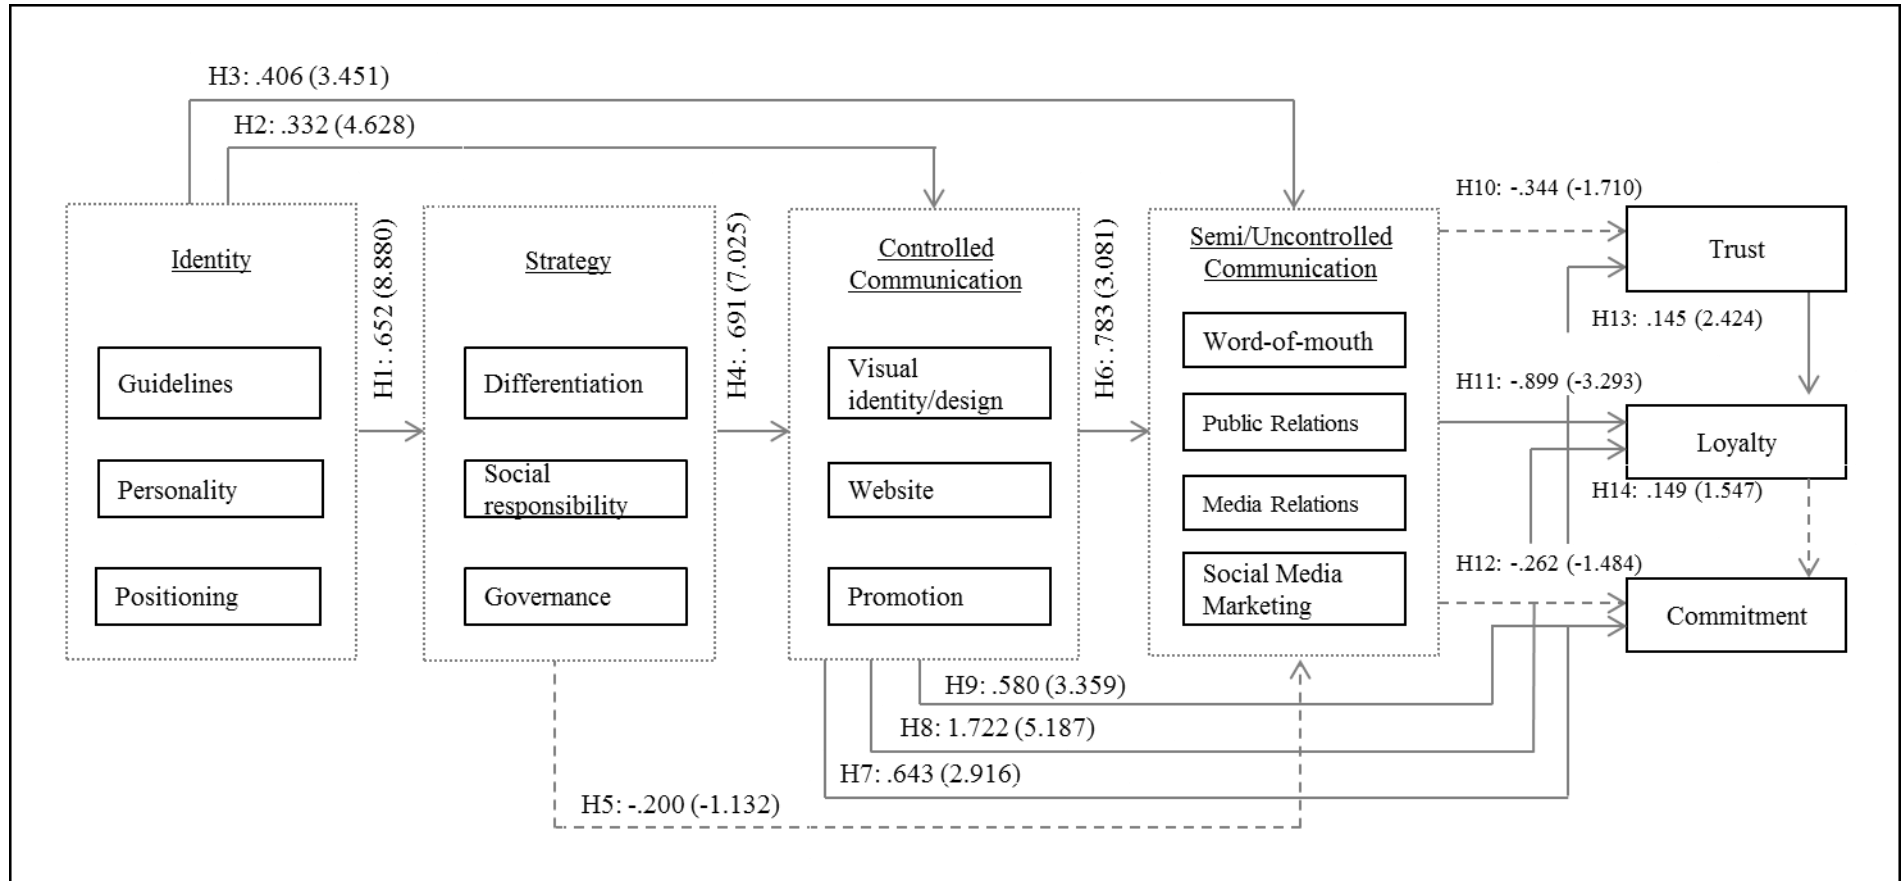 H3: .406 (3.451)
H2: .332 (4.628)
Identity
Guidelines
Personality
Positioning
H1: .652 (8.880)
Strategy
Differentiation
Social
responsibility
Governance
H4: . 691 (7.025)
Controlled
Communication
Visual
identity/design
Website
Promotion
H6: .783 (3.081)
Semi/Uncontrolled
Communication
Word-of-mouth
Public Relations
Media Relations
Social Media
Marketing
H10: -.344 (-1.710)
Trust
H13: .145 (2.424)
H11: -.899 (-3.293)
Loyalty
H14: .149 (1.547)
H12: -.262 (-1.484)
Commitment
H9: .580 (3.359)
H8: 1.722 (5.187)
H7: .643 (2.916)
H5: -.200 (-1.132)